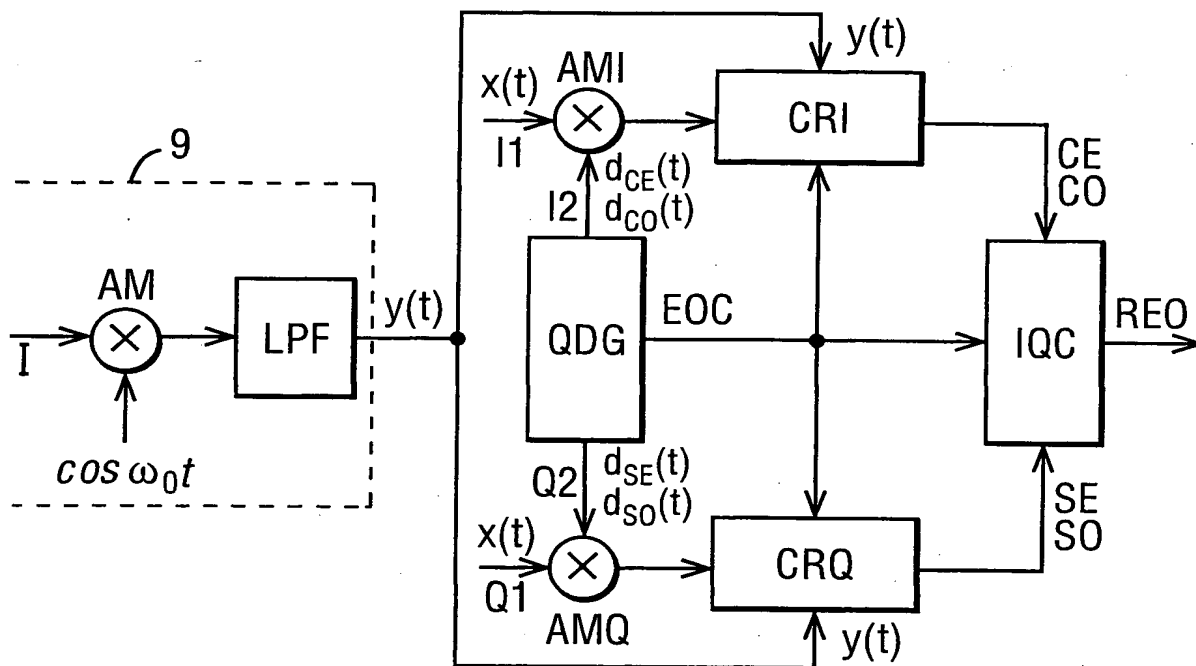 y(t)
AMI
x(t)
I1
CRI
9
d_CE(t)
I2 d_CO(t)
CE
CO
AM
I
LPF
y(t)
QDG
EOC
IQC
REO
cos ω₀t
Q2 d_SE(t)
d_SO(t)
SE
SO
x(t)
Q1
AMQ
CRQ
y(t)